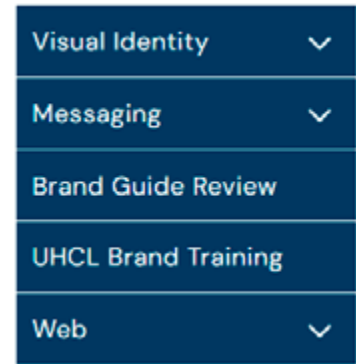 Visual Identity
Messaging
Brand Guide Review
UHCL Brand Training
Web